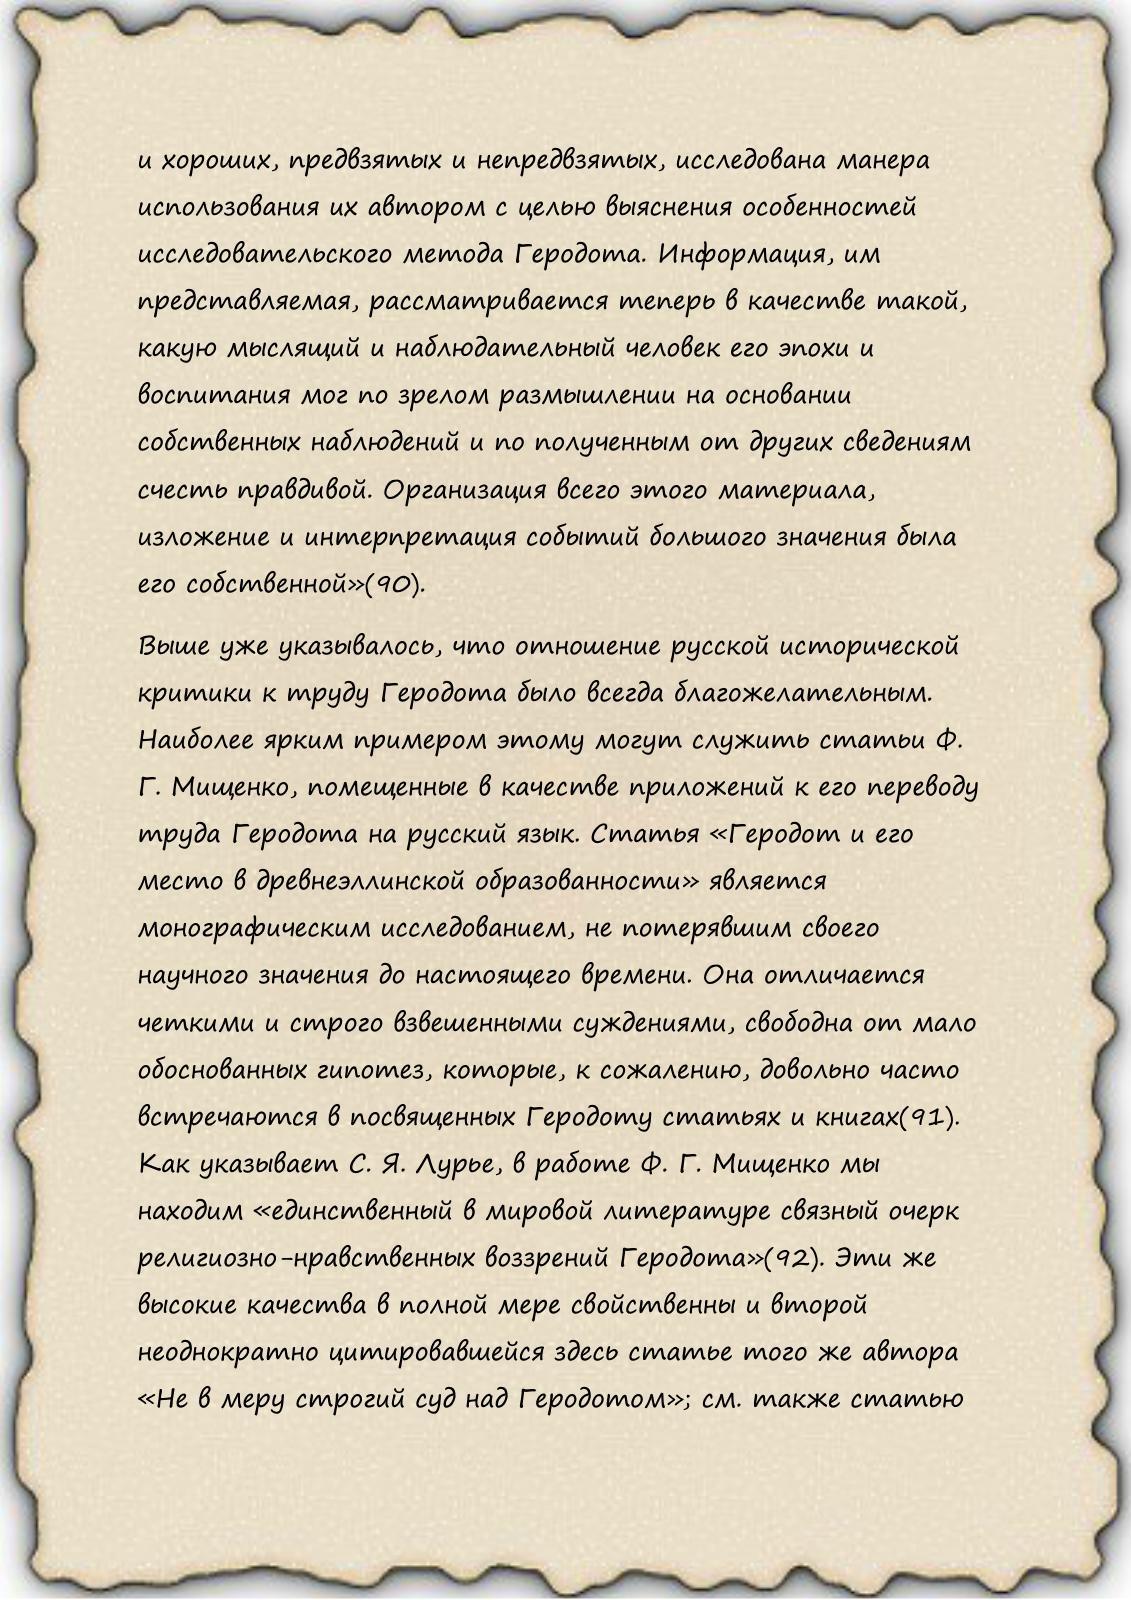 и хороших, предвзятых и непредвзятых, исследована манера
использования их автором с целью выяснения особенностей
исследовательского метода Геродота. Информация, им
представляемая, рассматривается теперь в качестве такой,
какую мыслящий и наблюдательный человек его эпохи и
воспитания мог по зрелом размышлении на основании
собственных наблюдений и по полученным от других сведениям
счесть правдивой. Организация всего этого материала,
изложение и интерпретация событий большого значения была
его собственной»(90).
Выше уже указывалось, что отношение русской исторической
критики к труду Геродота было всегда благожелательным.
Наиболее ярким примером этому могут служить статьи Ф.
Г. Мищенко, помещенные в качестве приложений к его переводу
труда Геродота на русский язык. Статья «Геродот и его
место в древнеэллинской образованности» является
монографическим исследованием, не потерявшим своего
научного значения до настоящего времени. Она отличается
четкими и строго взвешенными суждениями, свободна от мало
обоснованных гипотез, которые, к сожалению, довольно часто
встречаются в посвященных Геродоту статьях и книгах(91).
Как указывает С. Я. Лурье, в работе Ф. Г. Мищенко мы
находим «единственный в мировой литературе связный очерк
религиозно-нравственных воззрений Геродота»(92). Эти же
высокие качества в полной мере свойственны и второй
неоднократно цитировавшейся здесь статье того же автора
«Не в меру строгий суд над Геродотом»; см. также статью